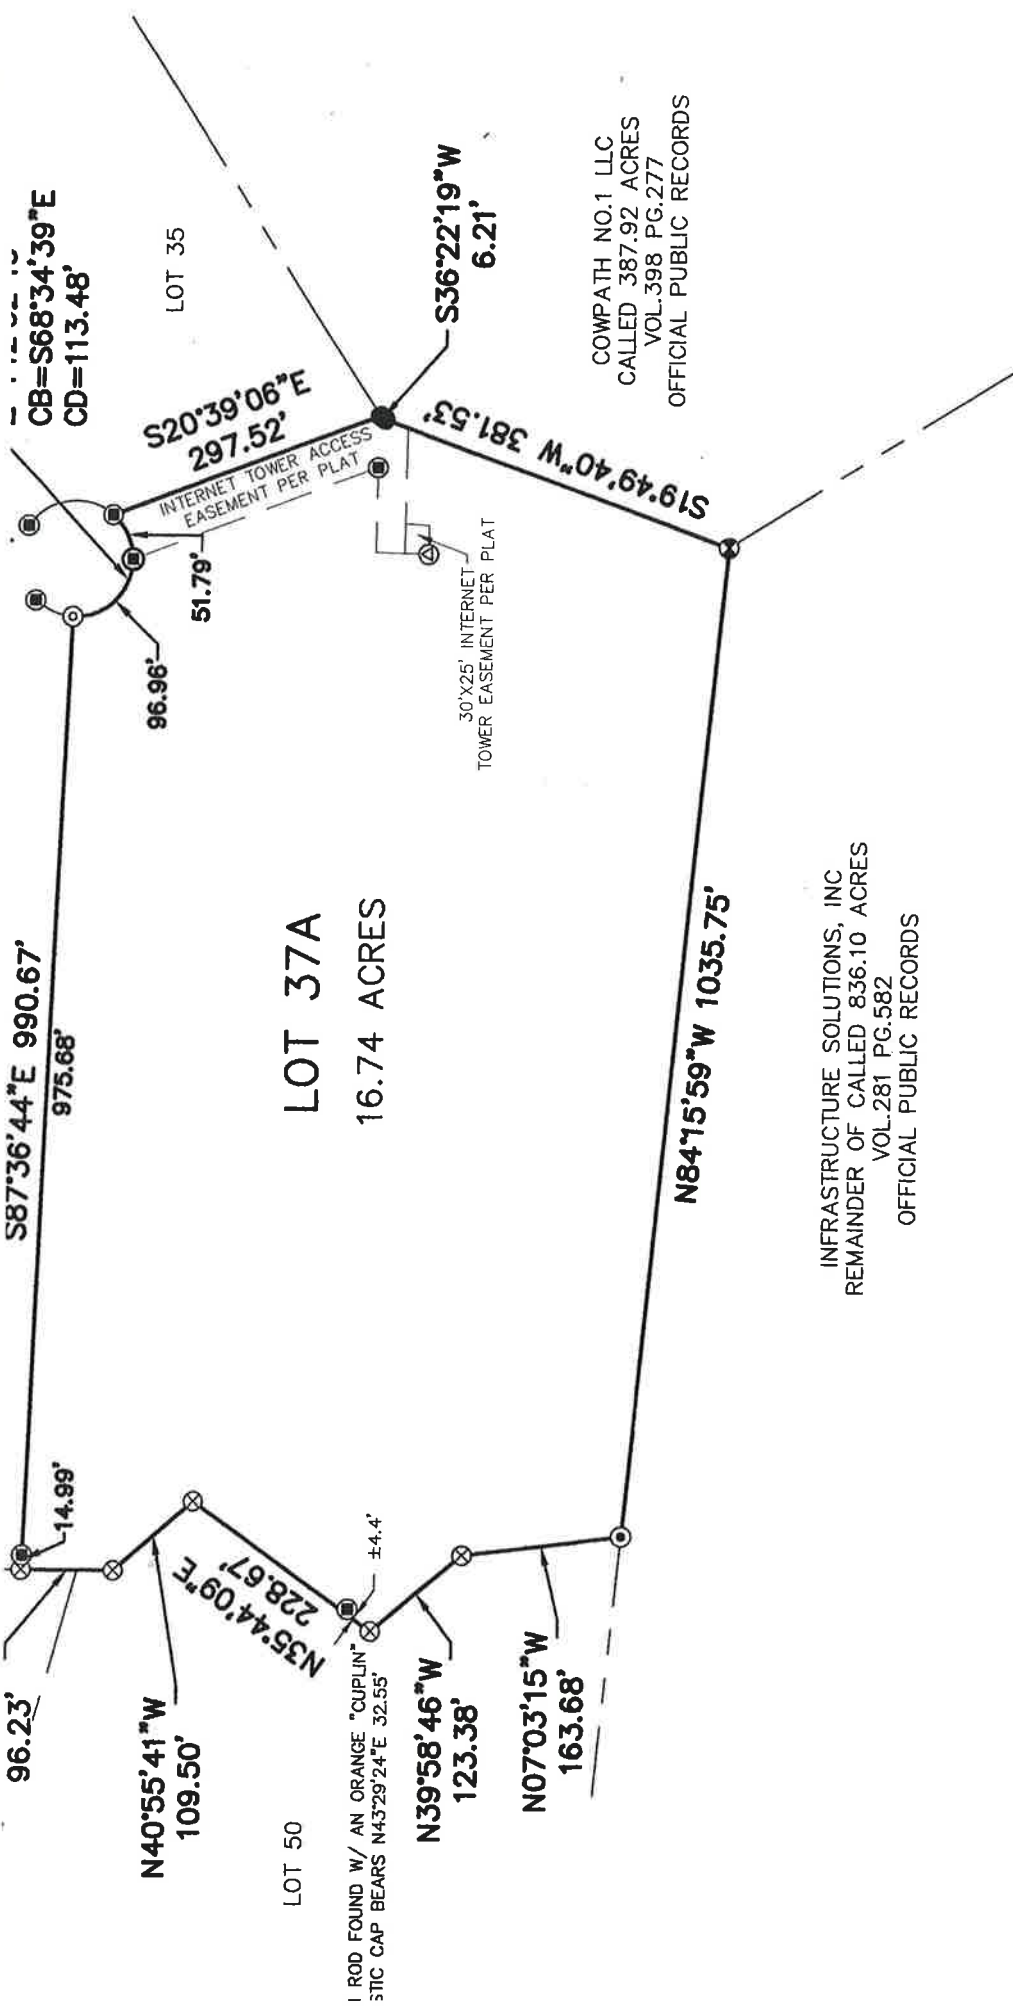 CB=S68°34'39"E
CD=113.48'
LOT 35
S87°36'44"E 990.67'
975.68'
S20°39'06"E
297.52'
INTERNET TOWER ACCESS
EASEMENT PER PLAT
51.79'
96.96'
S36°22'19"W
6.21'
COWPATH NO.1 LLC
CALLED 387.92 ACRES
VOL.398 PG.277
OFFICIAL PUBLIC RECORDS
S19°49'40"W 381.53'
30'X25' INTERNET
TOWER EASEMENT PER PLAT
LOT 37A
16.74 ACRES
N84°15'59"W 1035.75'
INFRASTRUCTURE SOLUTIONS, INC
REMAINDER OF CALLED 836.10 ACRES
VOL.281 PG.582
OFFICIAL PUBLIC RECORDS
14.99'
96.23'
N40°55'41"W
109.50'
N35°44'09"E
228.67'
±4.4'
LOT 50
ROD FOUND W/ AN ORANGE "CUPLIN"
STIC CAP BEARS N43°29'24"E 32.55'
N39°58'46"W
123.38'
N07°03'15"W
163.68'